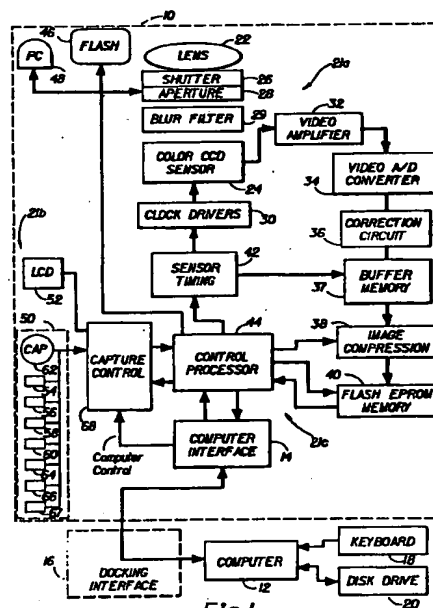 10
46
FLASH
22
LENS
21a
PC
48
SHUTTER
26
APERTURE
28
32
BLUR FILTER
29
VIDEO
AMPLIFIER
COLOR CCD
SENSOR
24
VIDEO A/D
CONVERTER
34
21b
CLOCK DRIVERS
30
CORRECTION
CIRCUIT
36
42
LCD
52
SENSOR
TIMING
BUFFER
MEMORY
37
50
44
38
IMAGE
COMPRESSION
CAP
62
CAPTURE
CONTROL
CONTROL
PROCESSOR
40
FLASH EPROM
MEMORY
56
58
60
64
66
67
68
21c
Computer
Control
COMPUTER
INTERFACE
14
16
DOCKING
INTERFACE
COMPUTER
12
KEYBOARD
18
DISK DRIVE
20